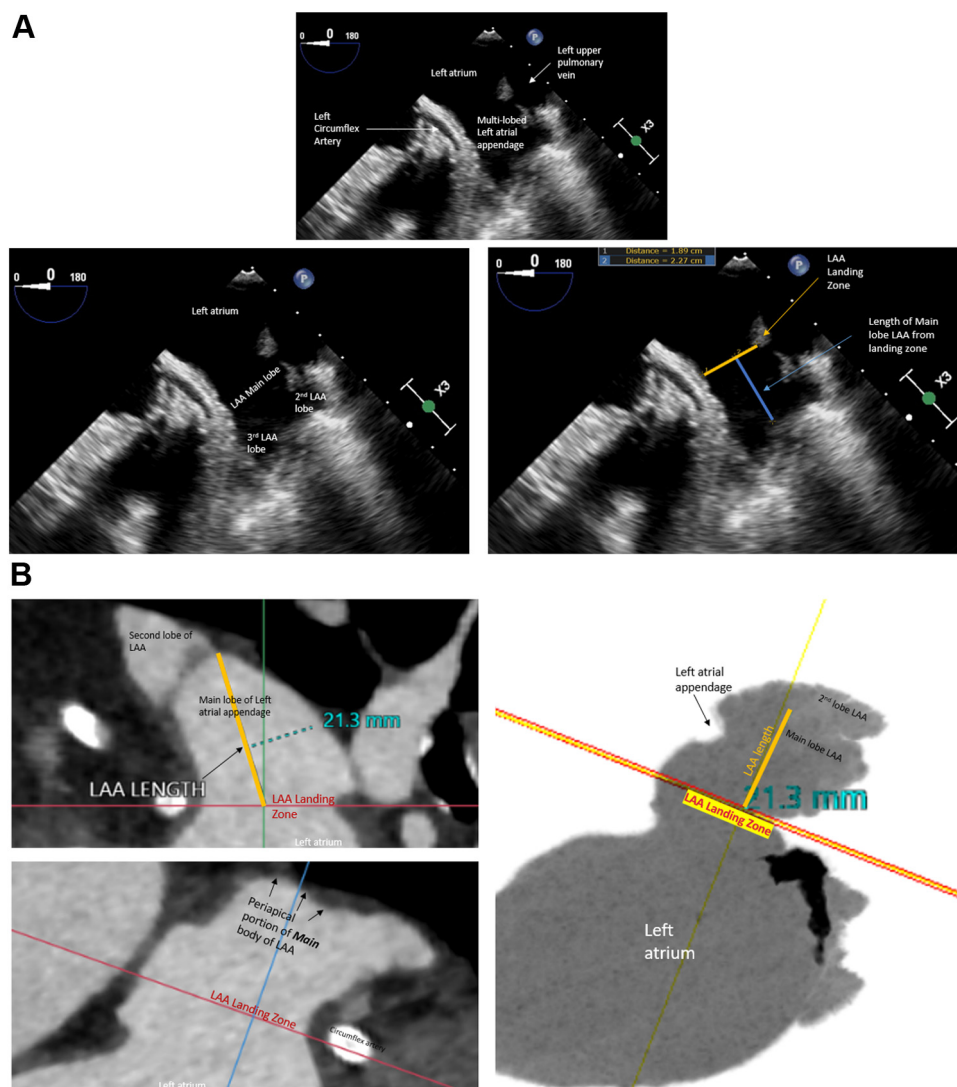 A
0
0
180
P
Left upper
pulmonary
vein
Left atrium
Left
Circumflex
Artery
Multi-lobed
Left atrial
appendage
X3
0
0
180
P
Left atrium
LAA Main lobe
2nd LAA
lobe
3rd LAA
lobe
X3
1 Distance = 1.89 cm
2 Distance = 2.27 cm
0
0
180
P
LAA
Landing
Zone
Length of Main
lobe LAA from
landing zone
X3
B
Second lobe of
LAA
Main lobe of Left
atrial appendage
21.3 mm
LAA LENGTH
LAA Landing
Zone
Left atrium
Periapical
portion of Main
body of LAA
LAA Landing Zone
Circumflex artery
Left atrium
Left atrial
appendage
2nd lobe LAA
Main lobe LAA
LAA length
21.3 mm
LAA Landing Zone
Left
atrium